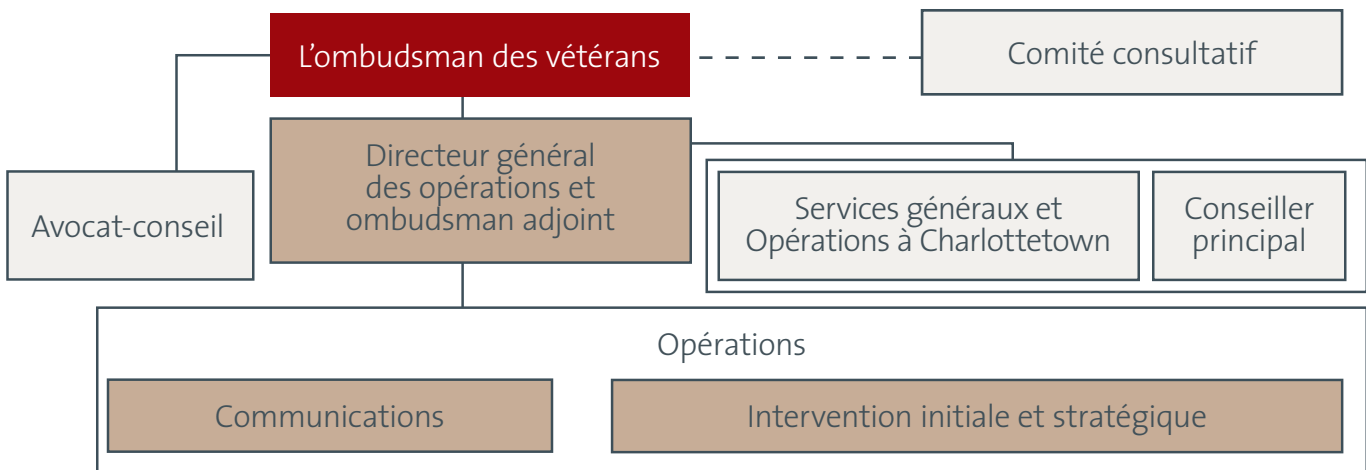 L’ombudsman des vétérans
Comité consultatif
Directeur général
des opérations et
ombudsman adjoint
Avocat-conseil
Services généraux et
Opérations à Charlottetown
Conseiller
principal
Opérations
Communications
Intervention initiale et stratégique